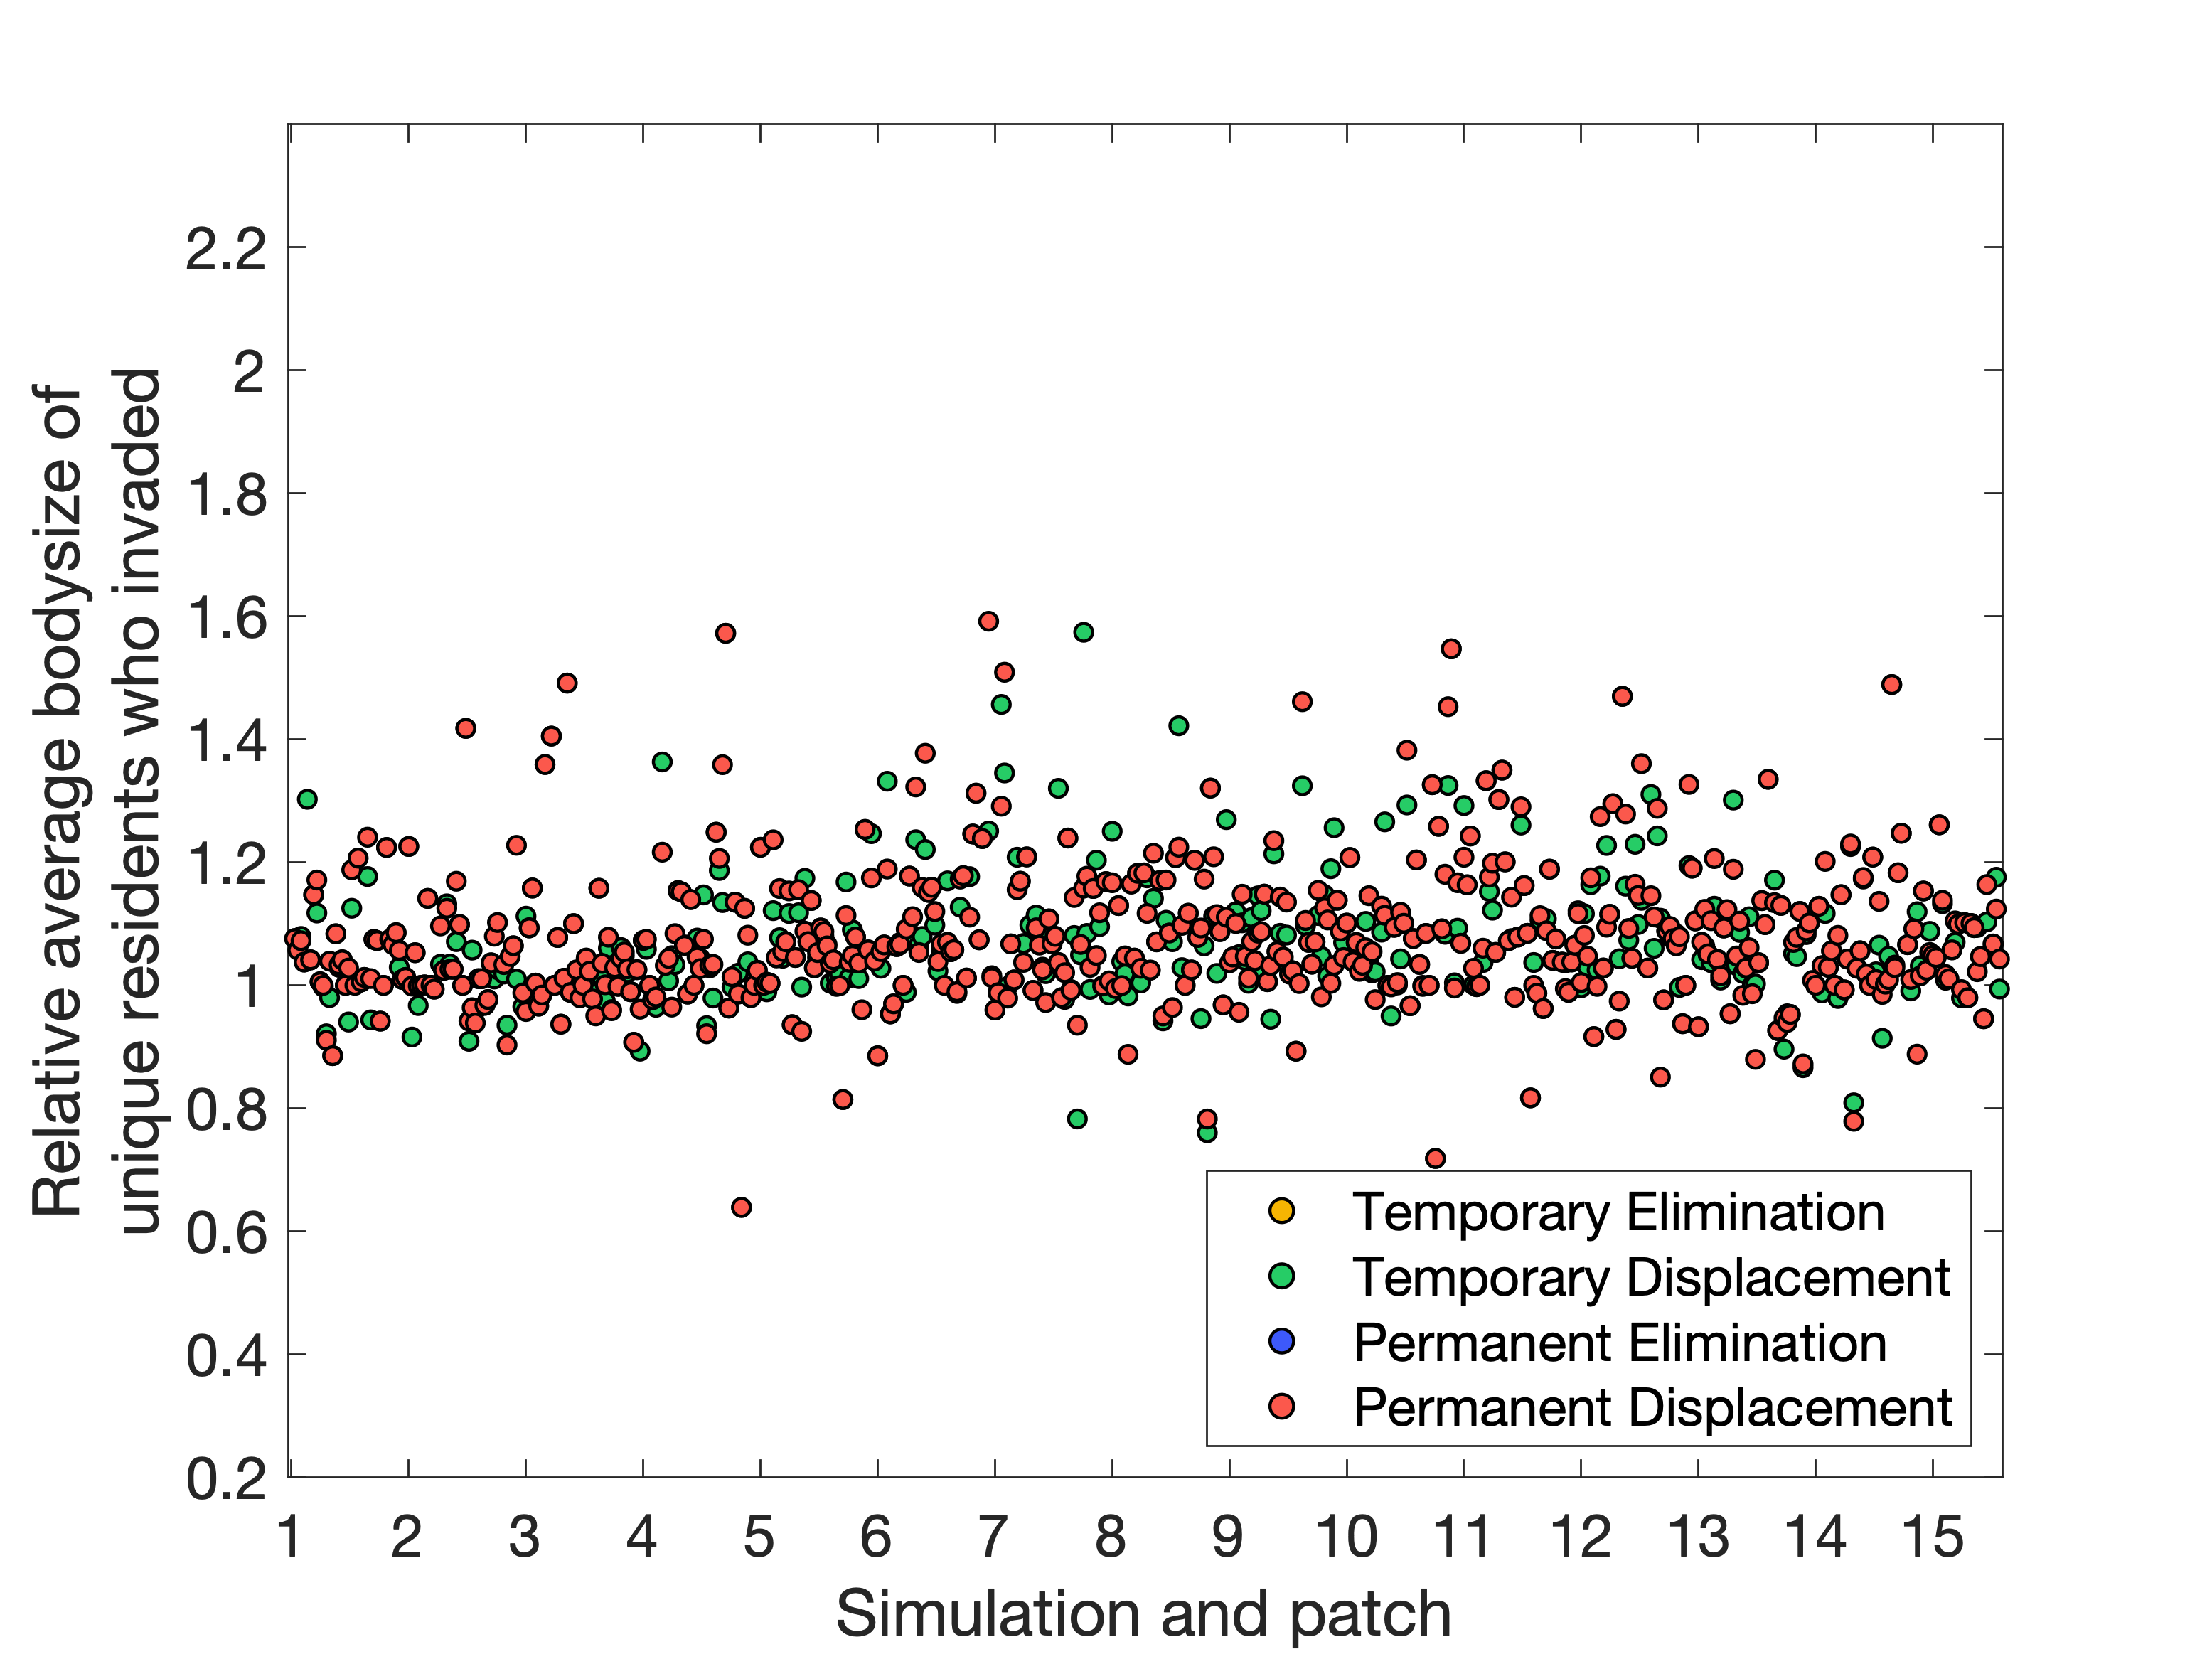 Relative average bodysize of
unique residents who invaded
2.2
2
1.8
1.6
1.4
1.2
1
0.8
0.6
0.4
0.2
Temporary Elimination
Temporary Displacement
Permanent Elimination
Permanent Displacement
1 2 3 4 5 6 7 8 9 10 11 12 13 14 15
Simulation and patch